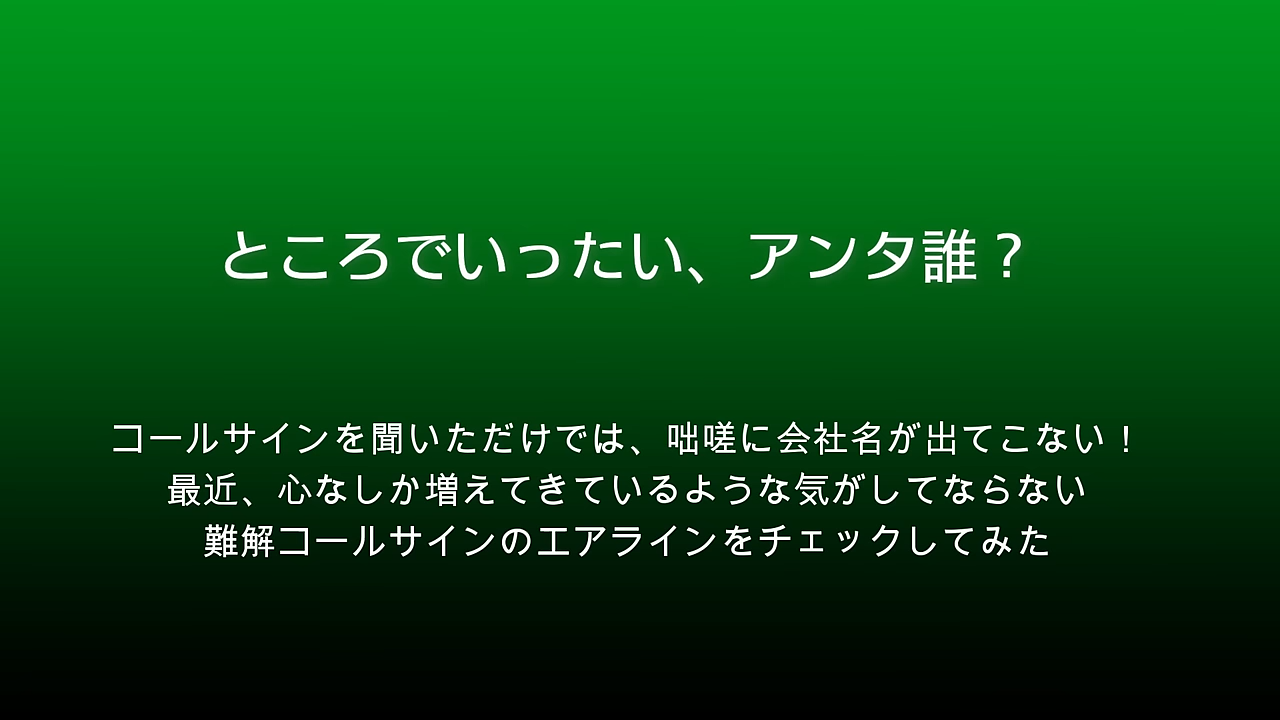 ところでいったい、アンタ誰？
コールサインを聞いただけでは、咄嗟に会社名が出てこない！
最近、心なしか増えてきているような気がしてならない
難解コールサインのエアラインをチェックしてみた